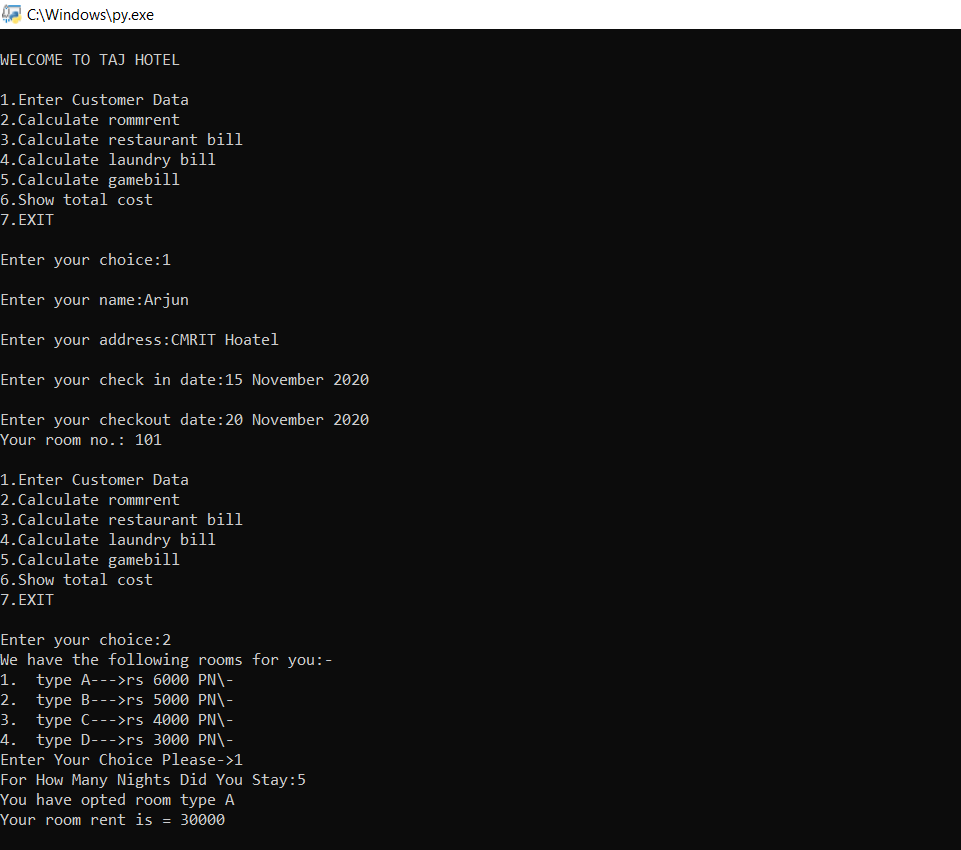 C:\Windows\py.exe
WELCOME TO TAJ HOTEL
1.Enter Customer Data
2.Calculate rommrent
3.Calculate restaurant bill
4.Calculate laundry bill
5.Calculate gamebill
6.Show total cost
7.EXIT
Enter your choice:1
Enter your name:Arjun
Enter your address:CMRIT Hoatel
Enter your check in date:15 November 2020
Enter your checkout date:20 November 2020
Your room no.: 101
1.Enter Customer Data
2.Calculate rommrent
3.Calculate restaurant bill
4.Calculate laundry bill
5.Calculate gamebill
6.Show total cost
7.EXIT
Enter your choice:2
We have the following rooms for you:-
1.  type A--->rs 6000 PN\-
2.  type B--->rs 5000 PN\-
3.  type C--->rs 4000 PN\-
4.  type D--->rs 3000 PN\-
Enter Your Choice Please->1
For How Many Nights Did You Stay:5
You have opted room type A
Your room rent is = 30000